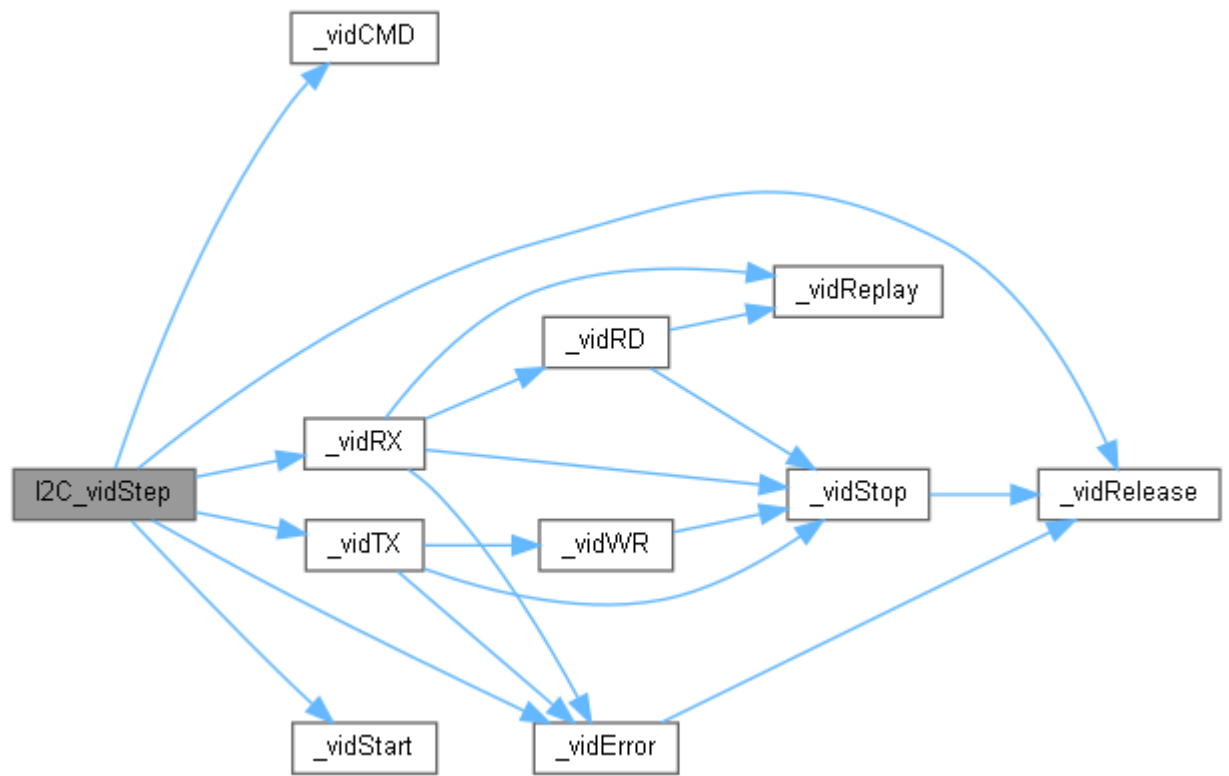 _vidCMD
_vidReplay
_vidRD
_vidRX
I2C_vidStep
_vidStop
_vidRelease
_vidTX
_vidWR
_vidStart
_vidError